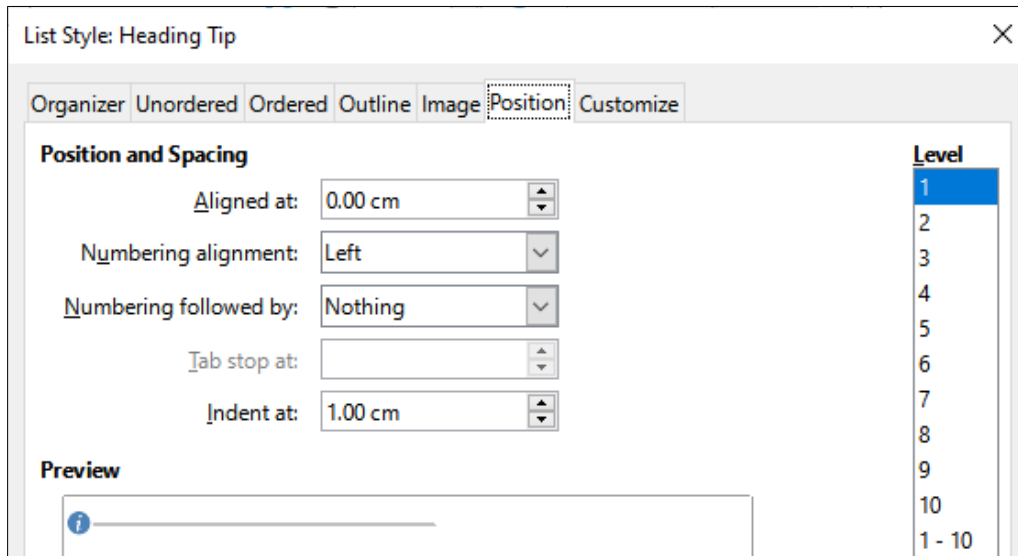 List Style: Heading Tip
Organizer Unordered Ordered Outline Image Position Customize
Position and Spacing
Aligned at: 0.00 cm
Numbering alignment: Left
Numbering followed by: Nothing
Tab stop at:
Indent at: 1.00 cm
Preview
i
Level
1
2
3
4
5
6
7
8
9
10
1 - 10